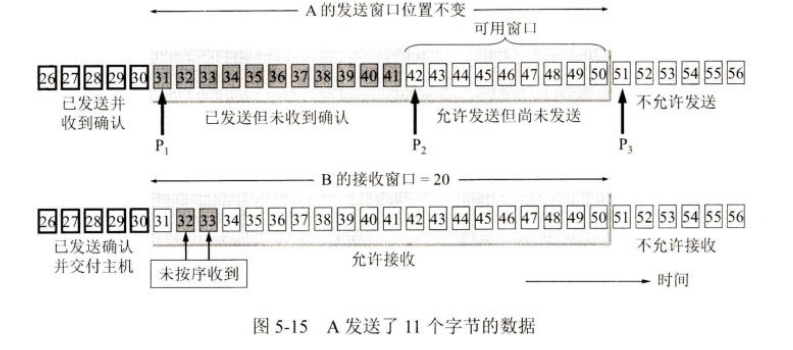 A 的发送窗口位置不变
可用窗口
26 27 28 29 30 31 32 33 34 35 36 37 38 39 40 41 42 43 44 45 46 47 48 49 50 51 52 53 54 55 56
已发送并
收到确认
已发送但未收到确认
允许发送但尚未发送
不允许发送
P1
P2
P3
B 的接收窗口 = 20
26 27 28 29 30 31 32 33 34 35 36 37 38 39 40 41 42 43 44 45 46 47 48 49 50 51 52 53 54 55 56
已发送确认
并交付主机
未按序收到
允许接收
不允许接收
时间
图 5-15 A 发送了 11 个字节的数据